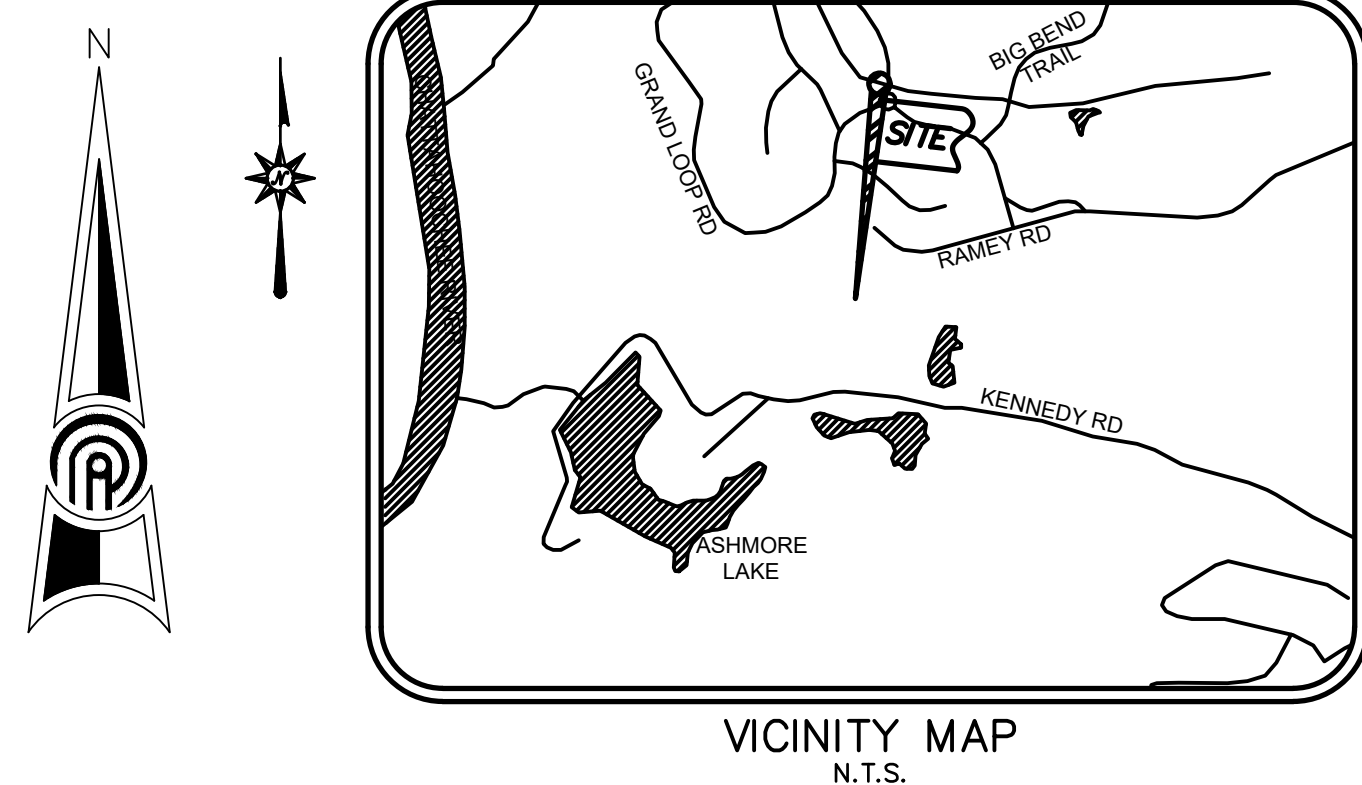 N
N
BIG BEND
TRAIL
GRAND LOOP RD
SITE
RAMEY RD
KENNEDY RD
ASHMORE
LAKE
VICINITY MAP
N.T.S.